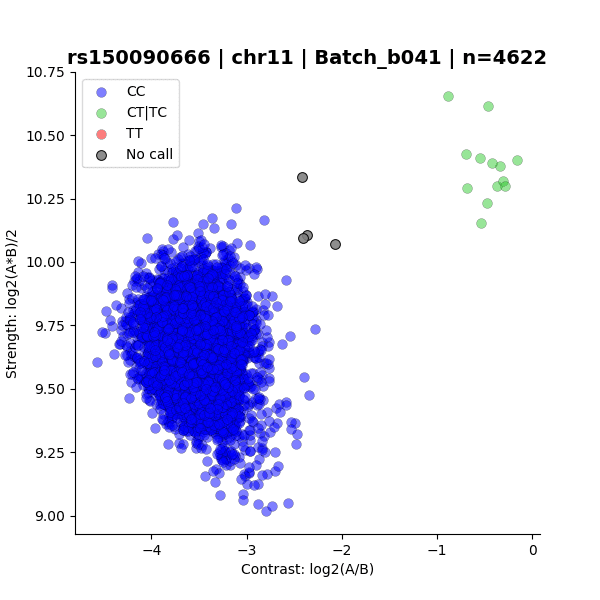 rs150090666 | chr11 | Batch_b041 | n=4622
CC
CT|TC
TT
No call
Strength: log2(A*B)/2
10.75
10.50
10.25
10.00
9.75
9.50
9.25
9.00
−4
−3
−2
−1
0
Contrast: log2(A/B)